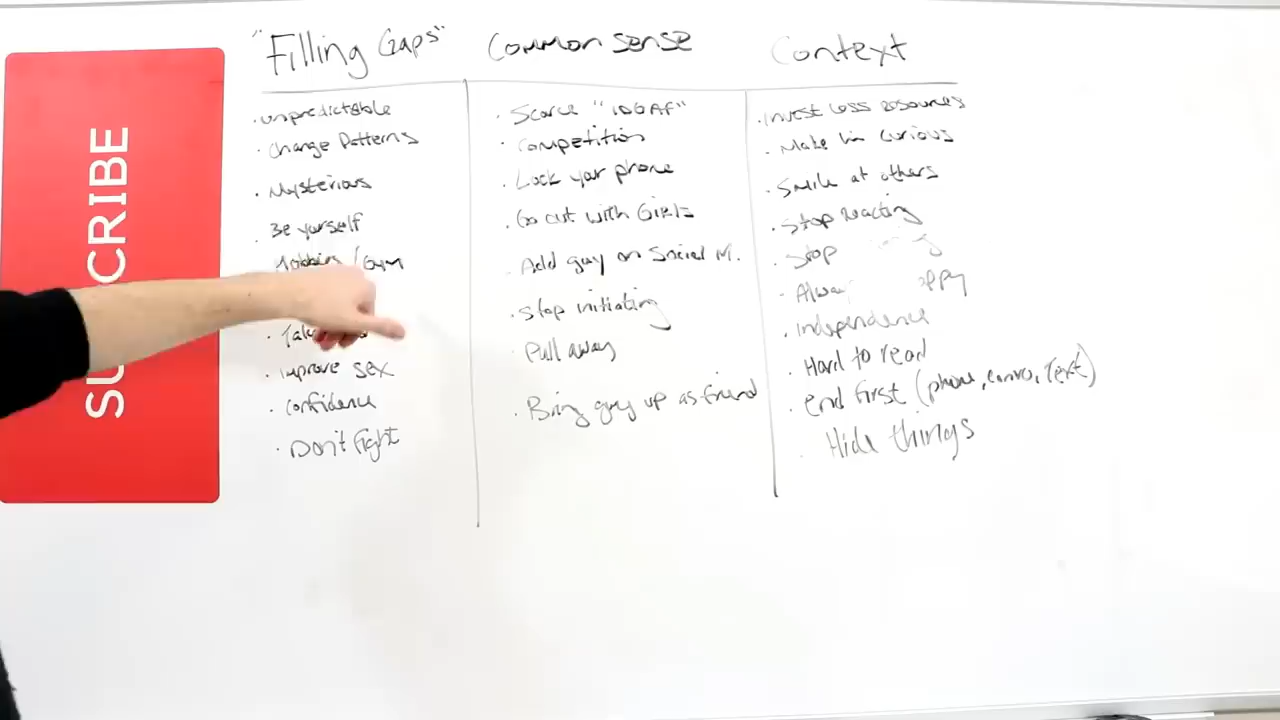 "Filling Gaps"
• unpredictable
• Change Patterns
• Mysterious
• Be yourself
/ Gym
• Improve sex
• Confidence
• Don't fight
Common sense
• Scarce "IDGAF"
• Competition
• Lock your phone
• Go out with Girls
Add guy on Social M.
• Stop initiating
• Pull away
• Bring guy up as friend
Context
• Invest less resources
• Make him curious
• Smile at others
• Stop reacting
• Stop
• Independence
• Hard to read
• end first (phone, convo, Text)
• Hide things
SU CRIBE